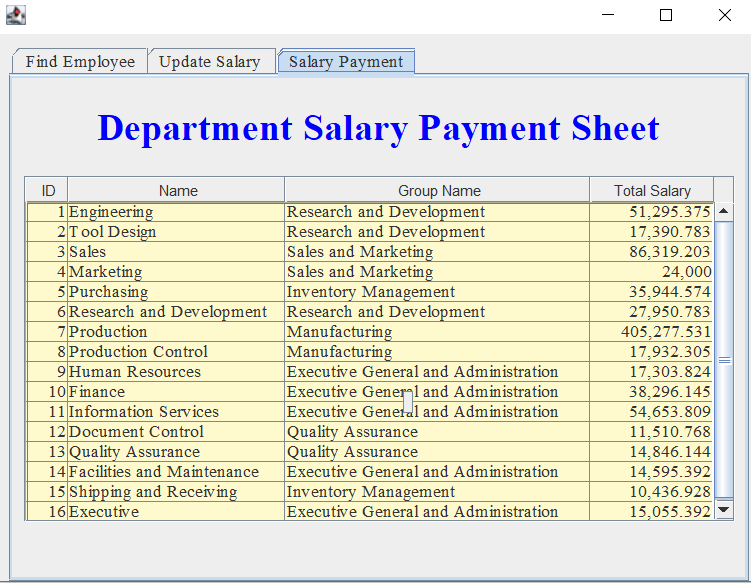 Find Employee Update Salary Salary Payment
Department Salary Payment Sheet
ID Name Group Name Total Salary
1 Engineering Research and Development 51,295.375
2 Tool Design Research and Development 17,390.783
3 Sales Sales and Marketing 86,319.203
4 Marketing Sales and Marketing 24,000
5 Purchasing Inventory Management 35,944.574
6 Research and Development Research and Development 27,950.783
7 Production Manufacturing 405,277.531
8 Production Control Manufacturing 17,932.305
9 Human Resources Executive General and Administration 17,303.824
10 Finance Executive General and Administration 38,296.145
11 Information Services Executive General and Administration 54,653.809
12 Document Control Quality Assurance 11,510.768
13 Quality Assurance Quality Assurance 14,846.144
14 Facilities and Maintenance Executive General and Administration 14,595.392
15 Shipping and Receiving Inventory Management 10,436.928
16 Executive Executive General and Administration 15,055.392